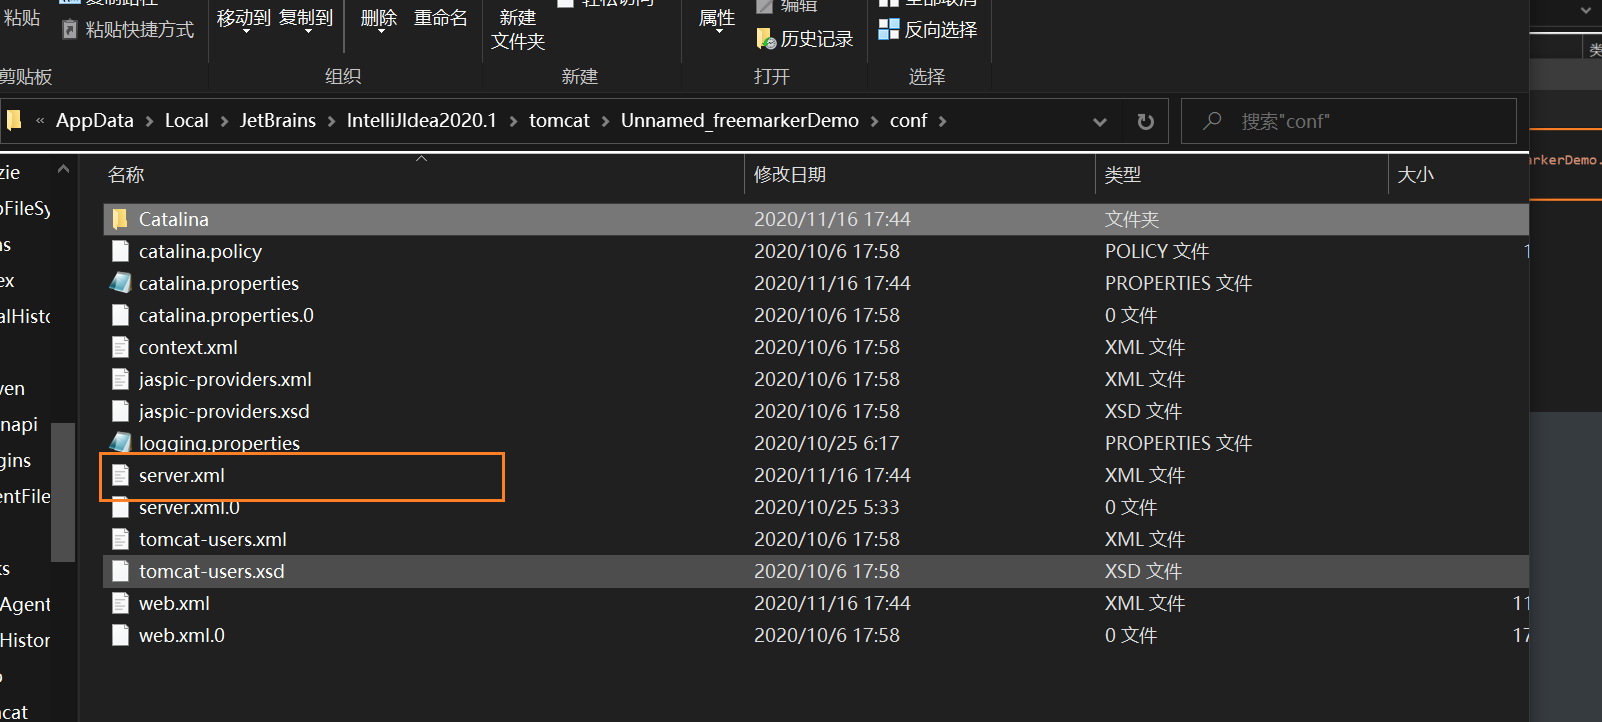 粘贴
复制路径
粘贴快捷方式
剪贴板
移动到 复制到 删除 重命名
组织
新建
文件夹
轻松访问
新建
属性
编辑
历史记录
打开
全部取消
反向选择
选择
类
« AppData > Local > JetBrains > IntelliJIdea2020.1 > tomcat > Unnamed_freemarkerDemo > conf >
搜索"conf"
arkerDemo.
名称 修改日期 类型 大小
Catalina 2020/11/16 17:44 文件夹
catalina.policy 2020/10/6 17:58 POLICY 文件 1
catalina.properties 2020/11/16 17:44 PROPERTIES 文件
catalina.properties.0 2020/10/6 17:58 0 文件
context.xml 2020/10/6 17:58 XML 文件
jaspic-providers.xml 2020/10/6 17:58 XML 文件
jaspic-providers.xsd 2020/10/6 17:58 XSD 文件
logging.properties 2020/10/25 6:17 PROPERTIES 文件
server.xml 2020/11/16 17:44 XML 文件
server.xml.0 2020/10/25 5:33 0 文件
tomcat-users.xml 2020/10/6 17:58 XML 文件
tomcat-users.xsd 2020/10/6 17:58 XSD 文件
web.xml 2020/11/16 17:44 XML 文件 11
web.xml.0 2020/10/6 17:58 0 文件 17
zie
pFileSy
ns
ex
alHisto
ven
napi
gins
entFile
ks
Agent
Histor
cat